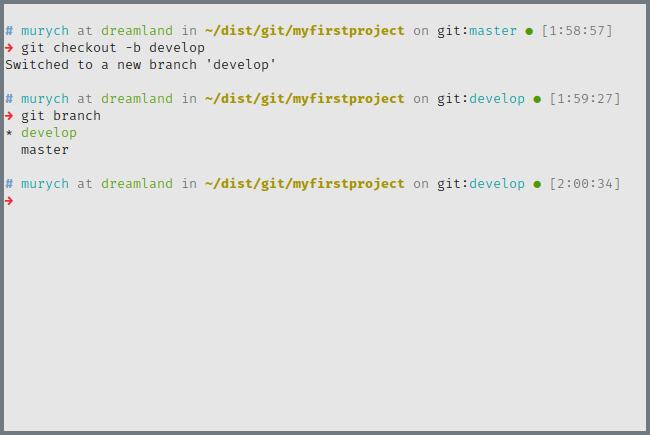 # murych at dreamland in ~/dist/git/myfirstproject on git:master ● [1:58:57]
➜ git checkout -b develop
Switched to a new branch 'develop'
# murych at dreamland in ~/dist/git/myfirstproject on git:develop ● [1:59:27]
➜ git branch
* develop
  master
# murych at dreamland in ~/dist/git/myfirstproject on git:develop ● [2:00:34]
➜